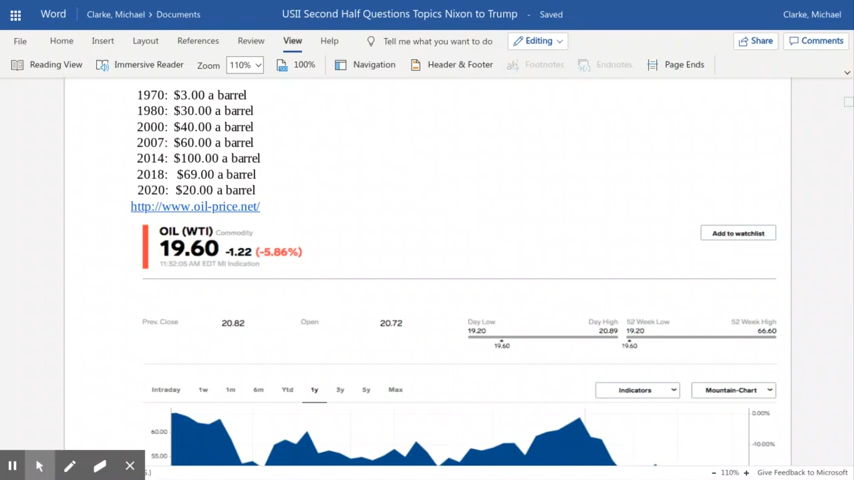 Word
Clarke, Michael > Documents
USII Second Half Questions Topics Nixon to Trump - Saved
Clarke, Michael
File Home Insert Layout References Review View Help Tell me what you want to do Editing Share Comments
Reading View Immersive Reader Zoom 110% 100% Navigation Header & Footer Footnotes Endnotes Page Ends
1970: $3.00 a barrel
1980: $30.00 a barrel
2000: $40.00 a barrel
2007: $60.00 a barrel
2014: $100.00 a barrel
2018: $69.00 a barrel
2020: $20.00 a barrel
http://www.oil-price.net/
OIL (WTI) Commodity
Add to watchlist
19.60 -1.22 (-5.86%)
11:32:05 AM EDT MI Indication
Prev. Close 20.82 Open 20.72
Day Low Day High 52 Week Low 52 Week High
19.20 20.89 19.20 66.60
19.60 19.60
Intraday 1w 1m 6m Ytd 1y 3y 5y Max Indicators Mountain-Chart
0.00%
60.00
-10.00%
55.00
S.) - 110% + Give Feedback to Microsoft